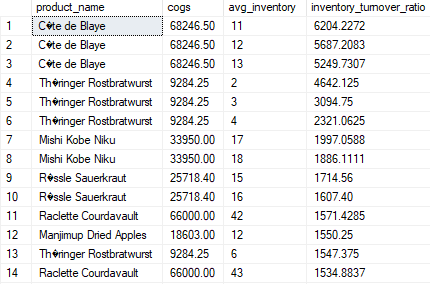 product_name cogs avg_inventory inventory_turnover_ratio
1 C�te de Blaye 68246.50 11 6204.2272
2 C�te de Blaye 68246.50 12 5687.2083
3 C�te de Blaye 68246.50 13 5249.7307
4 Th�ringer Rostbratwurst 9284.25 2 4642.125
5 Th�ringer Rostbratwurst 9284.25 3 3094.75
6 Th�ringer Rostbratwurst 9284.25 4 2321.0625
7 Mishi Kobe Niku 33950.00 17 1997.0588
8 Mishi Kobe Niku 33950.00 18 1886.1111
9 R�ssle Sauerkraut 25718.40 15 1714.56
10 R�ssle Sauerkraut 25718.40 16 1607.40
11 Raclette Courdavault 66000.00 42 1571.4285
12 Manjimup Dried Apples 18603.00 12 1550.25
13 Th�ringer Rostbratwurst 9284.25 6 1547.375
14 Raclette Courdavault 66000.00 43 1534.8837